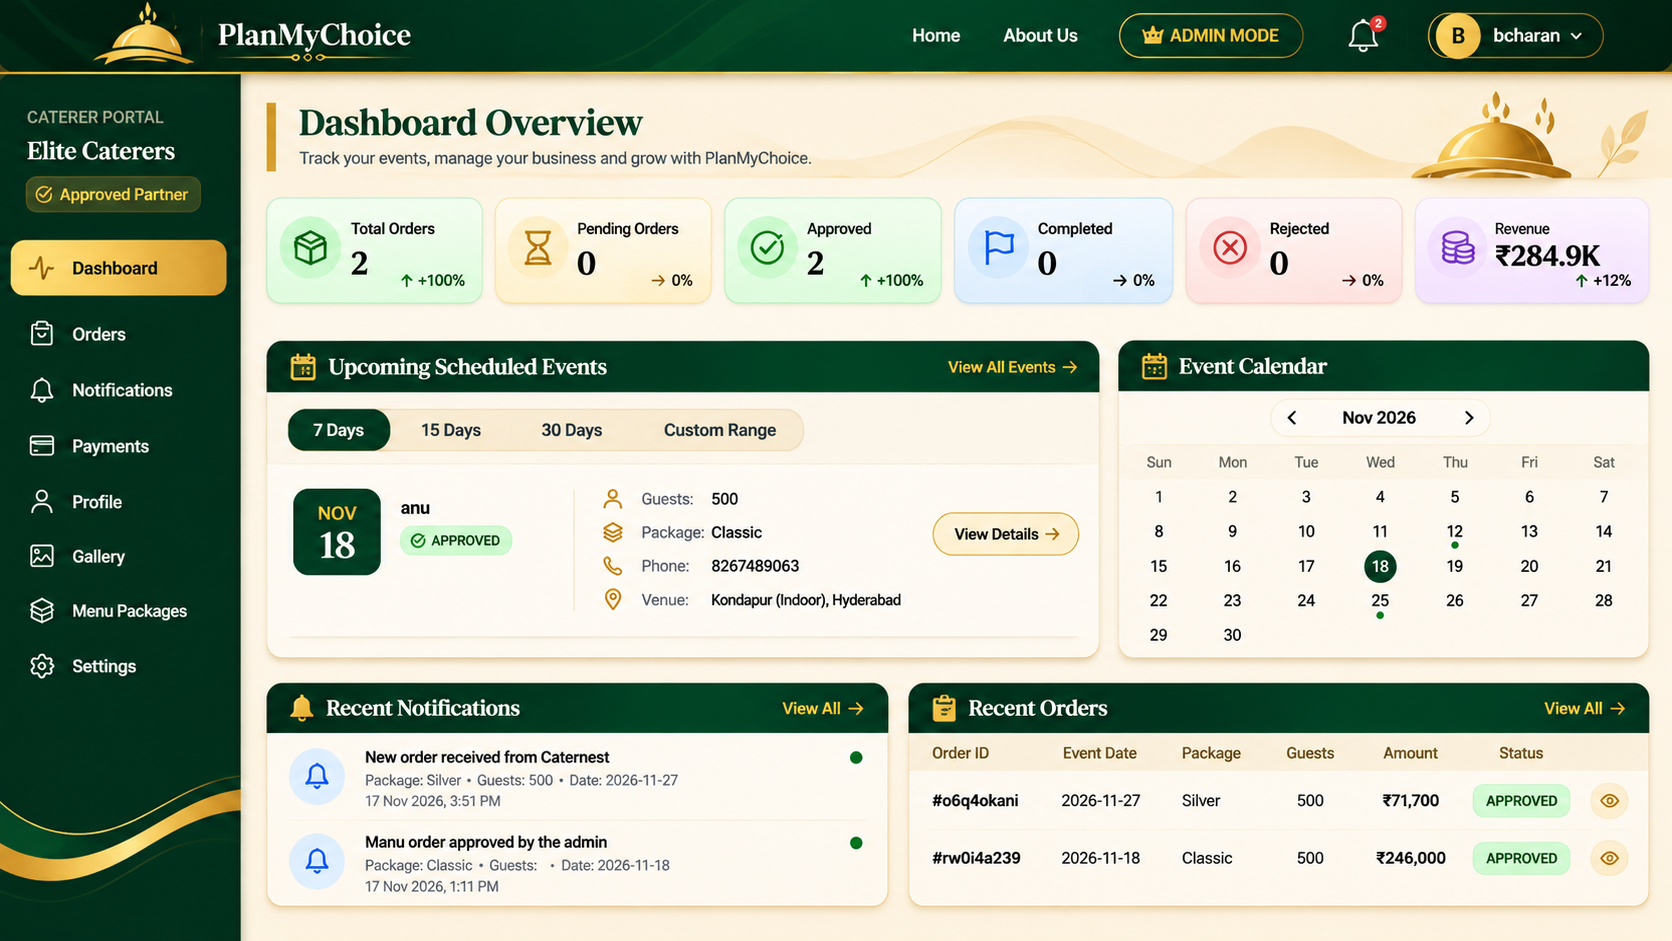 PlanMyChoice
Home
About Us
ADMIN MODE
2
B
bcharan
CATERER PORTAL
Elite Caterers
Approved Partner
Dashboard
Orders
Notifications
Payments
Profile
Gallery
Menu Packages
Settings
Dashboard Overview
Track your events, manage your business and grow with PlanMyChoice.
Total Orders
2
+100%
Pending Orders
0
0%
Approved
2
+100%
Completed
0
0%
Rejected
0
0%
Revenue
₹284.9K
+12%
Upcoming Scheduled Events
View All Events →
7 Days
15 Days
30 Days
Custom Range
NOV
18
anu
APPROVED
Guests: 500
Package: Classic
Phone: 8267489063
Venue: Kondapur (Indoor), Hyderabad
View Details →
Event Calendar
Nov 2026
Sun Mon Tue Wed Thu Fri Sat
1 2 3 4 5 6 7
8 9 10 11 12 13 14
15 16 17 18 19 20 21
22 23 24 25 26 27 28
29 30
Recent Notifications
View All →
New order received from Caternest
Package: Silver • Guests: 500 • Date: 2026-11-27
17 Nov 2026, 3:51 PM
Manu order approved by the admin
Package: Classic • Guests: • Date: 2026-11-18
17 Nov 2026, 1:11 PM
Recent Orders
View All →
Order ID Event Date Package Guests Amount Status
#o6q4okani 2026-11-27 Silver 500 ₹71,700 APPROVED
#rw0i4a239 2026-11-18 Classic 500 ₹246,000 APPROVED